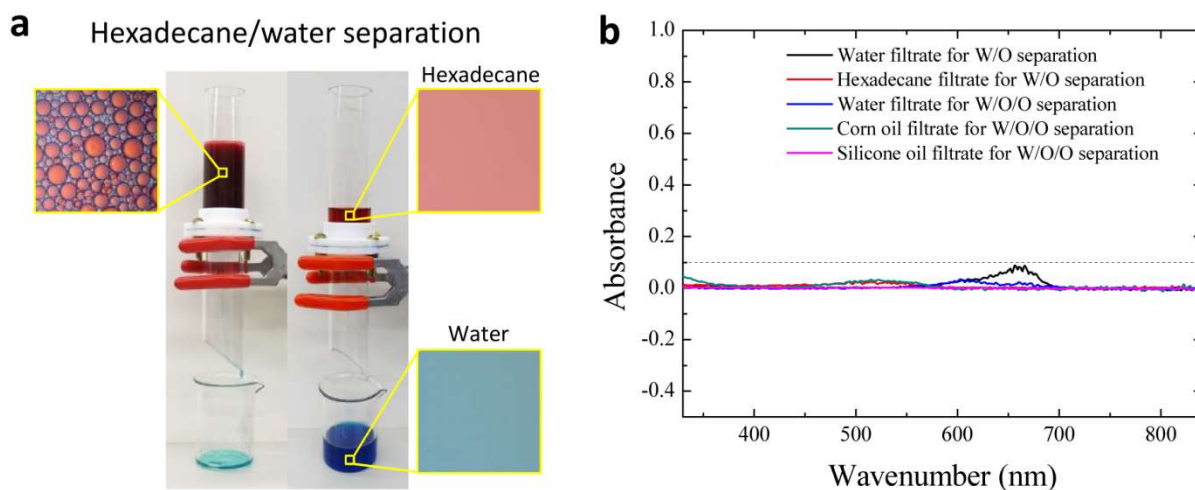 a
Hexadecane/water separation
Hexadecane
Water
b
Absorbance
1.0
0.8
0.6
0.4
0.2
0.0
-0.2
-0.4
Water filtrate for W/O separation
Hexadecane filtrate for W/O separation
Water filtrate for W/O/O separation
Corn oil filtrate for W/O/O separation
Silicone oil filtrate for W/O/O separation
400 500 600 700 800
Wavenumber (nm)